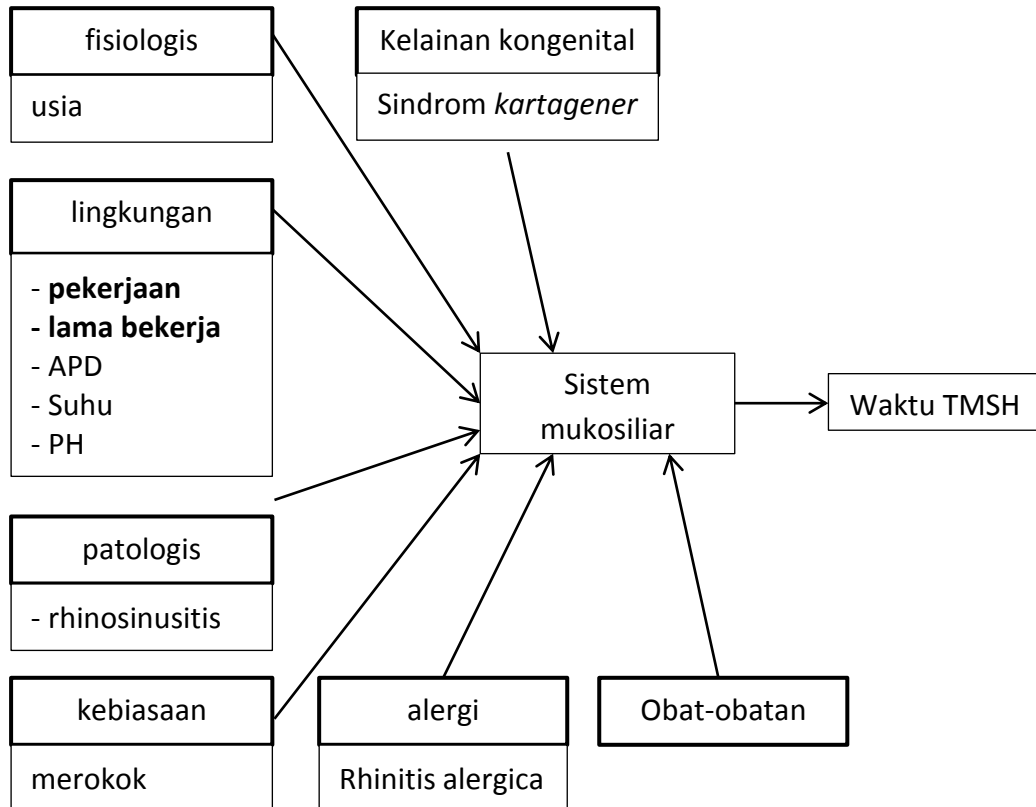 fisiologis
usia
Kelainan kongenital
Sindrom kartagener
lingkungan
- pekerjaan
- lama bekerja
- APD
- Suhu
- PH
Sistem
mukosiliar
Waktu TMSH
patologis
- rhinosinusitis
kebiasaan
merokok
alergi
Rhinitis alergica
Obat-obatan